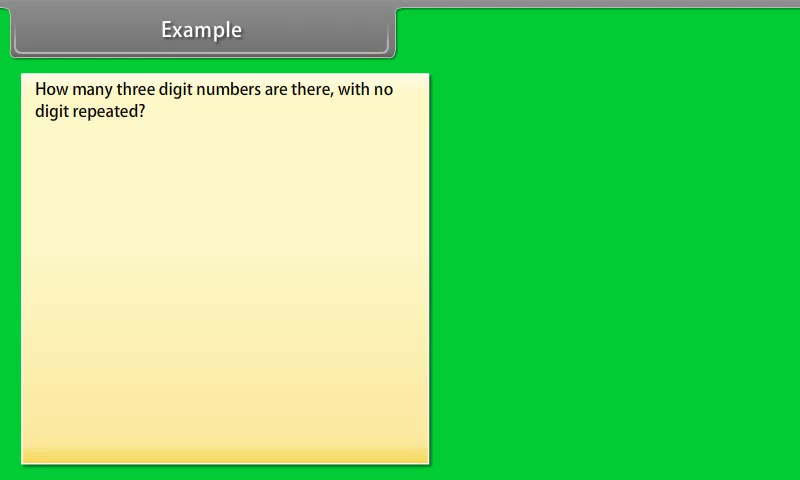 Example
How many three digit numbers are there, with no
digit repeated?